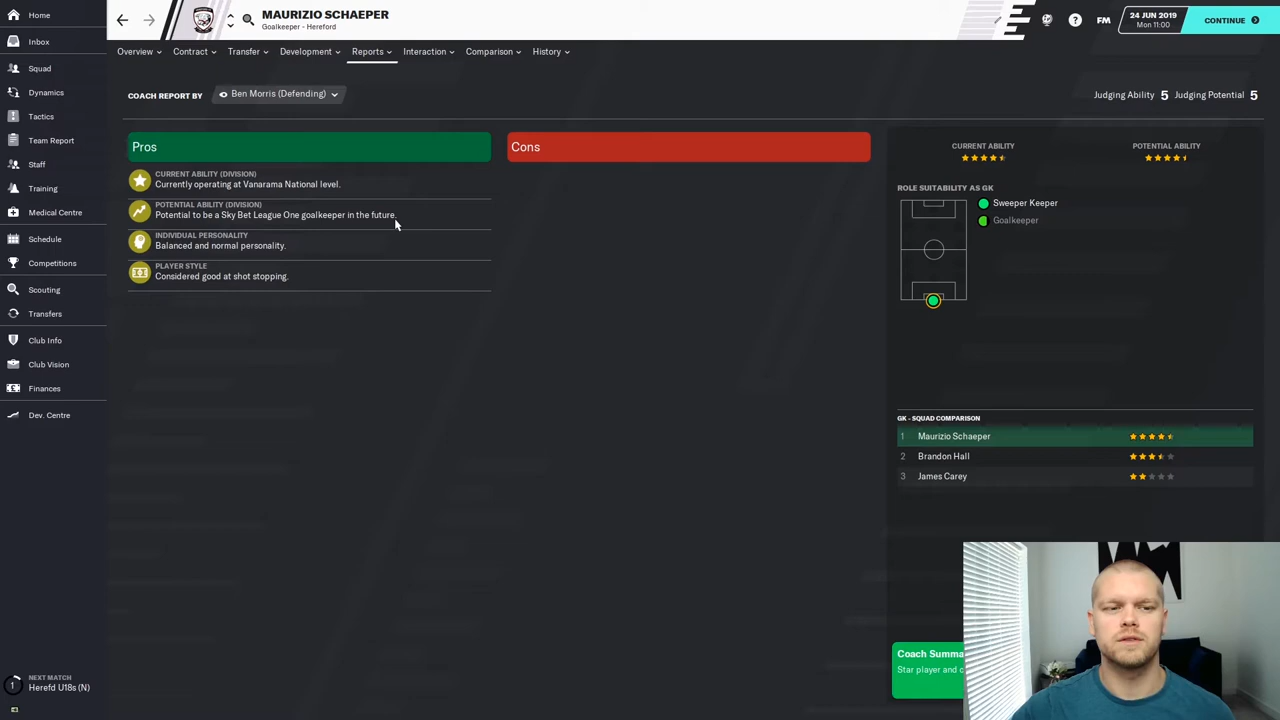 Home
MAURIZIO SCHAEPER
Goalkeeper - Hereford
FM
24 JUN 2019
Mon 11:00
CONTINUE
Inbox
Squad
Dynamics
Tactics
Team Report
Staff
Training
Medical Centre
Schedule
Competitions
Scouting
Transfers
Club Info
Club Vision
Finances
Dev. Centre
NEXT MATCH
1
Herefd U18s (N)
Overview
Contract
Transfer
Development
Reports
Interaction
Comparison
History
COACH REPORT BY
Ben Morris (Defending)
Judging Ability 5 Judging Potential 5
Pros
CURRENT ABILITY (DIVISION)
Currently operating at Vanarama National level.
POTENTIAL ABILITY (DIVISION)
Potential to be a Sky Bet League One goalkeeper in the future.
INDIVIDUAL PERSONALITY
Balanced and normal personality.
PLAYER STYLE
Considered good at shot stopping.
Cons
CURRENT ABILITY
POTENTIAL ABILITY
ROLE SUITABILITY AS GK
Sweeper Keeper
Goalkeeper
GK - SQUAD COMPARISON
1 Maurizio Schaeper
2 Brandon Hall
3 James Carey
Coach Summa
Star player and